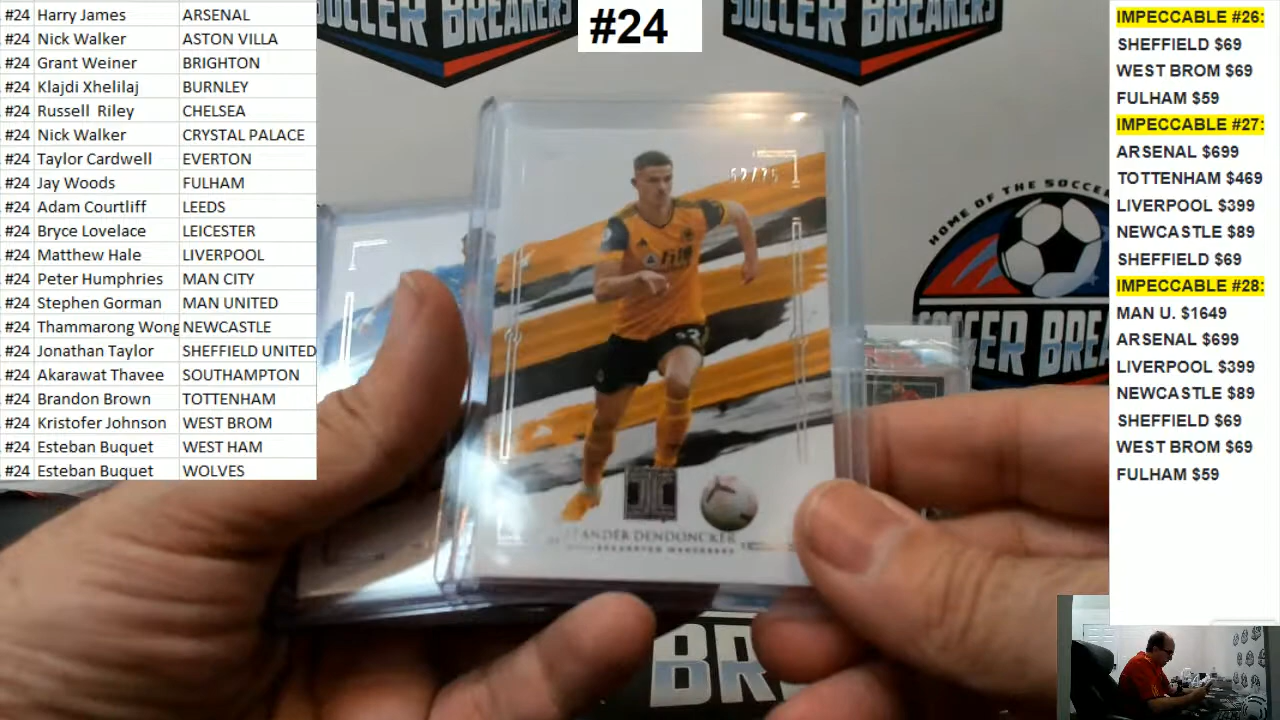 #24 Harry James ARSENAL
#24 Nick Walker ASTON VILLA
#24 Grant Weiner BRIGHTON
#24 Klajdi Xhelilaj BURNLEY
#24 Russell Riley CHELSEA
#24 Nick Walker CRYSTAL PALACE
#24 Taylor Cardwell EVERTON
#24 Jay Woods FULHAM
#24 Adam Courtliff LEEDS
#24 Bryce Lovelace LEICESTER
#24 Matthew Hale LIVERPOOL
#24 Peter Humphries MAN CITY
#24 Stephen Gorman MAN UNITED
#24 Thammarong Wong NEWCASTLE
#24 Jonathan Taylor SHEFFIELD UNITED
#24 Akarawat Thavee SOUTHAMPTON
#24 Brandon Brown TOTTENHAM
#24 Kristofer Johnson WEST BROM
#24 Esteban Buquet WEST HAM
#24 Esteban Buquet WOLVES
SOCCER BREAKERS
#24
SOCCER BREAKERS
HOME OF THE SOCCER
SOCCER BREA
DENDONCKER
BR
IMPECCABLE #26:
SHEFFIELD $69
WEST BROM $69
FULHAM $59
IMPECCABLE #27:
ARSENAL $699
TOTTENHAM $469
LIVERPOOL $399
NEWCASTLE $89
SHEFFIELD $69
IMPECCABLE #28:
MAN U. $1649
ARSENAL $699
LIVERPOOL $399
NEWCASTLE $89
SHEFFIELD $69
WEST BROM $69
FULHAM $59